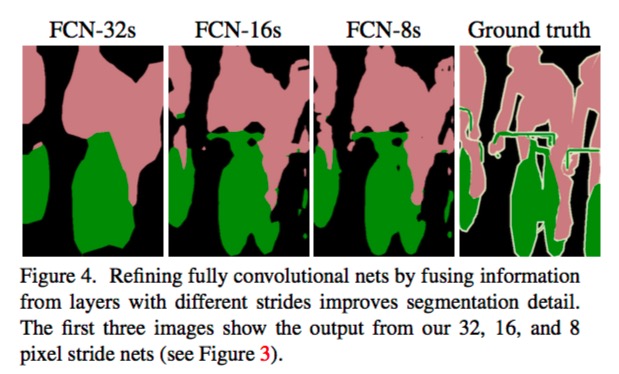 FCN-32s FCN-16s FCN-8s Ground truth
Figure 4. Refining fully convolutional nets by fusing information
from layers with different strides improves segmentation detail.
The first three images show the output from our 32, 16, and 8
pixel stride nets (see Figure 3).